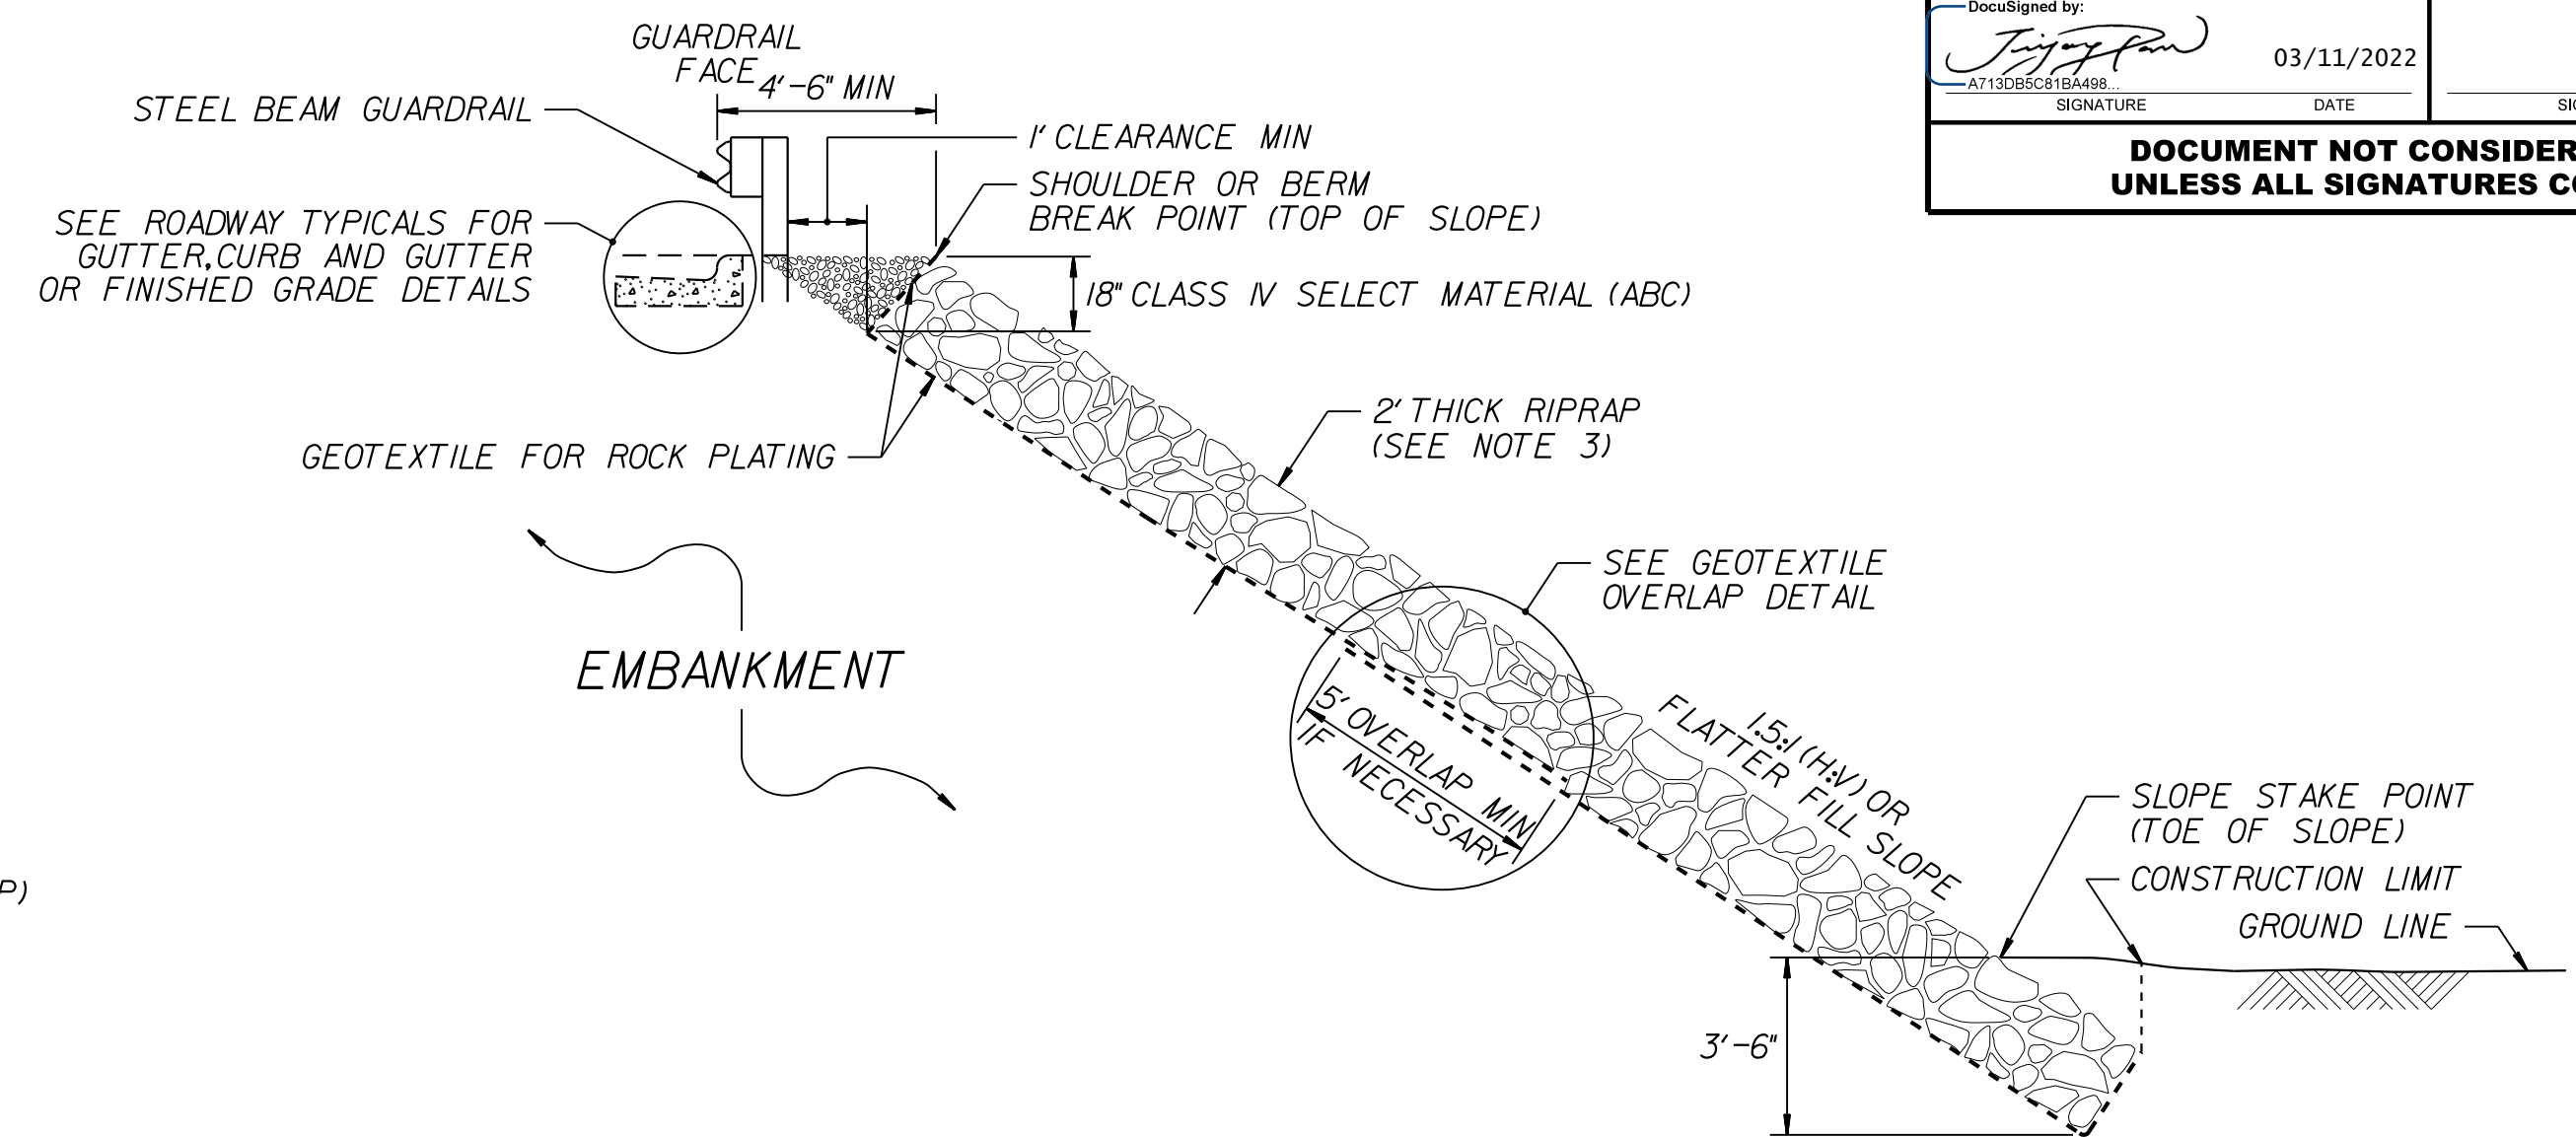 DocuSigned by:
03/11/2022
A713DB5C81BA498...
SIGNATURE DATE
DOCUMENT NOT CONSIDER
UNLESS ALL SIGNATURES CO
GUARDRAIL
FACE
4'-6" MIN
STEEL BEAM GUARDRAIL
1' CLEARANCE MIN
SHOULDER OR BERM
BREAK POINT (TOP OF SLOPE)
SEE ROADWAY TYPICALS FOR
GUTTER, CURB AND GUTTER
OR FINISHED GRADE DETAILS
18" CLASS IV SELECT MATERIAL (ABC)
GEOTEXTILE FOR ROCK PLATING
2' THICK RIPRAP
(SEE NOTE 3)
SEE GEOTEXTILE
OVERLAP DETAIL
EMBANKMENT
5' OVERLAP MIN
IF NECESSARY
1.5:1 (H:V) OR
FLATTER FILL SLOPE
SLOPE STAKE POINT
(TOE OF SLOPE)
CONSTRUCTION LIMIT
GROUND LINE
3'-6"
P)